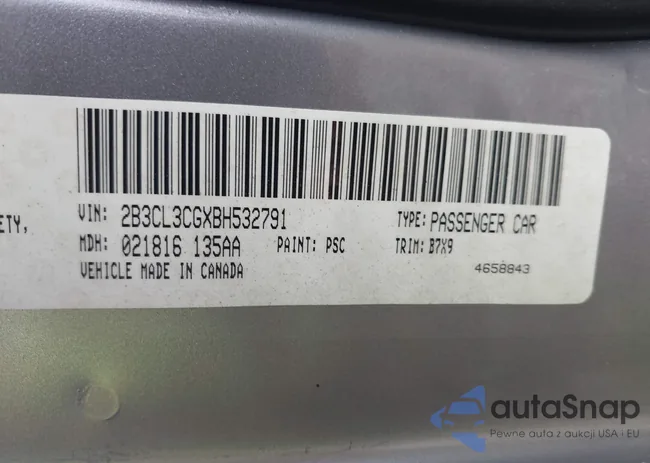 ETY,
VIN: 2B3CL3CGXBH532791 TYPE: PASSENGER CAR
MDH: 021816 135AA PAINT: PSC TRIM: B7X9
VEHICLE MADE IN CANADA 4658843
autaSnap
Pewne auta z aukcji USA i EU